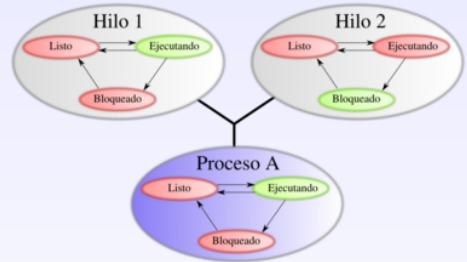 Hilo 1
Listo
Ejecutando
Bloqueado
Hilo 2
Listo
Ejecutando
Bloqueado
Proceso A
Listo
Ejecutando
Bloqueado